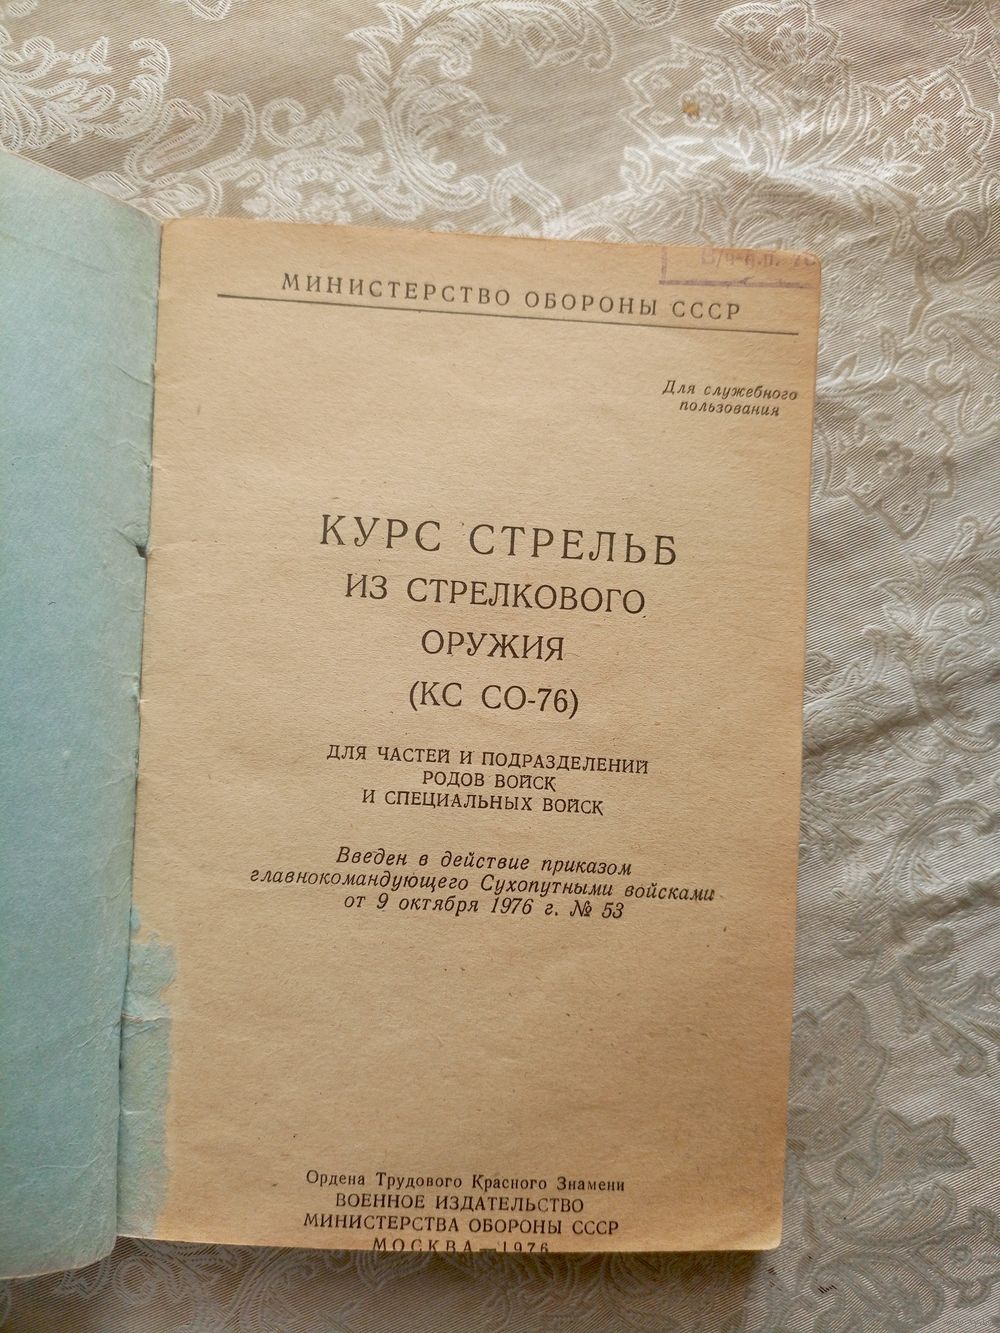 МИНИСТЕРСТВО ОБОРОНЫ СССР
Для служебного
пользования
КУРС СТРЕЛЬБ
ИЗ СТРЕЛКОВОГО
ОРУЖИЯ
(КС СО-76)
ДЛЯ ЧАСТЕЙ И ПОДРАЗДЕЛЕНИЙ
РОДОВ ВОЙСК
И СПЕЦИАЛЬНЫХ ВОЙСК
Введен в действие приказом
главнокомандующего Сухопутными войсками
от 9 октября 1976 г. № 53
Ордена Трудового Красного Знамени
ВОЕННОЕ ИЗДАТЕЛЬСТВО
МИНИСТЕРСТВА ОБОРОНЫ СССР
МОСКВА—1976